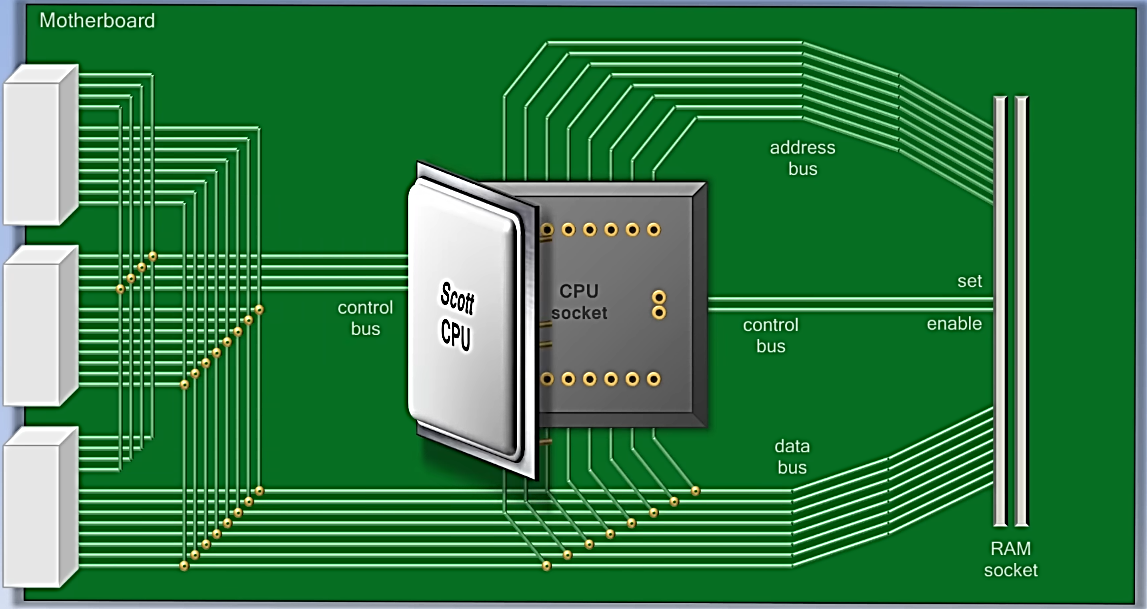 Motherboard
address
bus
set
CPU
socket
Scott
CPU
control
bus
enable
control
bus
data
bus
RAM
socket